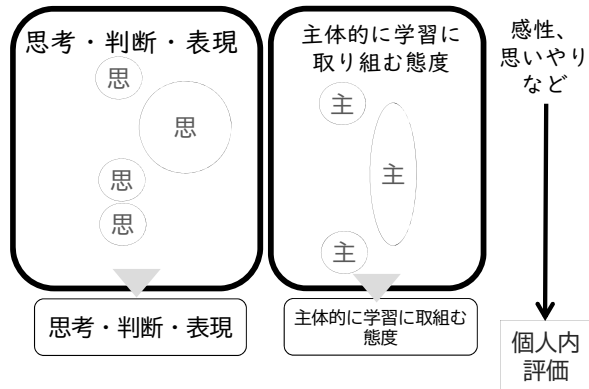 思考・判断・表現
思
思
思
思
思考・判断・表現
主体的に学習に
取り組む態度
主
主
主
主体的に学習に取組む
態度
感性、
思いやり
など
個人内
評価